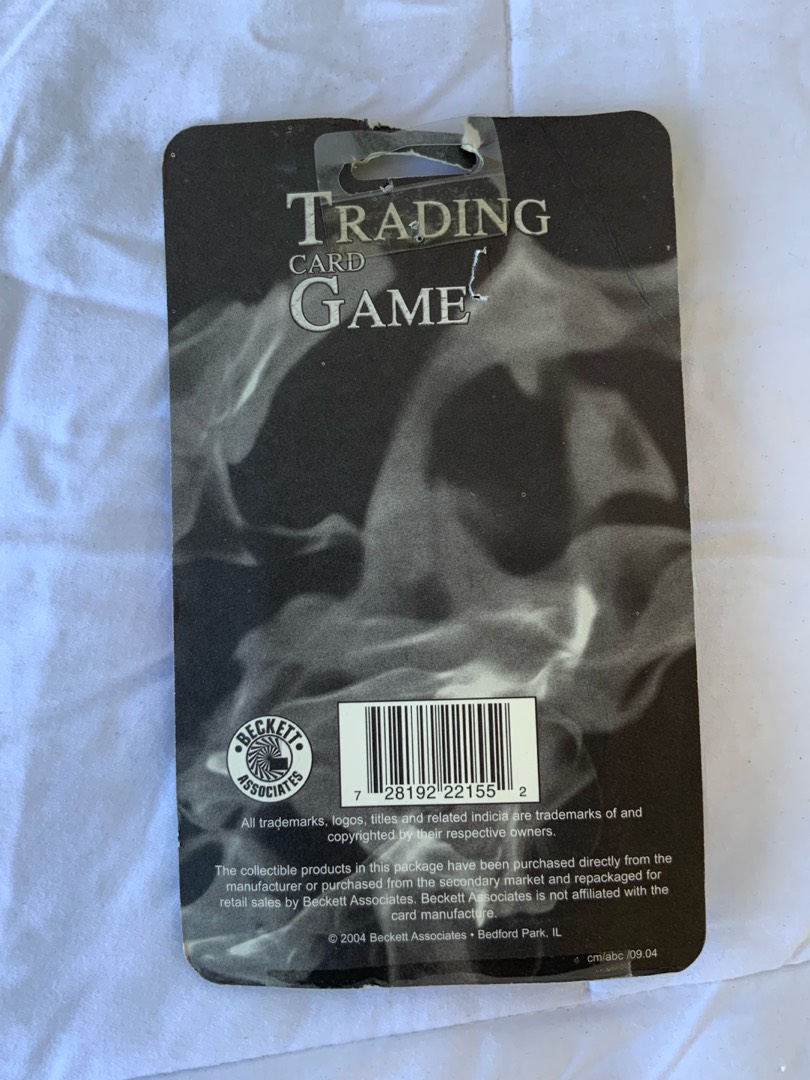 TRADING
CARD
GAME
BECKETT
ASSOCIATES
7 28192 22155 2
All trademarks, logos, titles and related indicia are trademarks of and
copyrighted by their respective owners.
The collectible products in this package have been purchased directly from the
manufacturer or purchased from the secondary market and repackaged for
retail sales by Beckett Associates. Beckett Associates is not affiliated with the
card manufacture.
© 2004 Beckett Associates • Bedford Park, IL
cm/abc /09.04